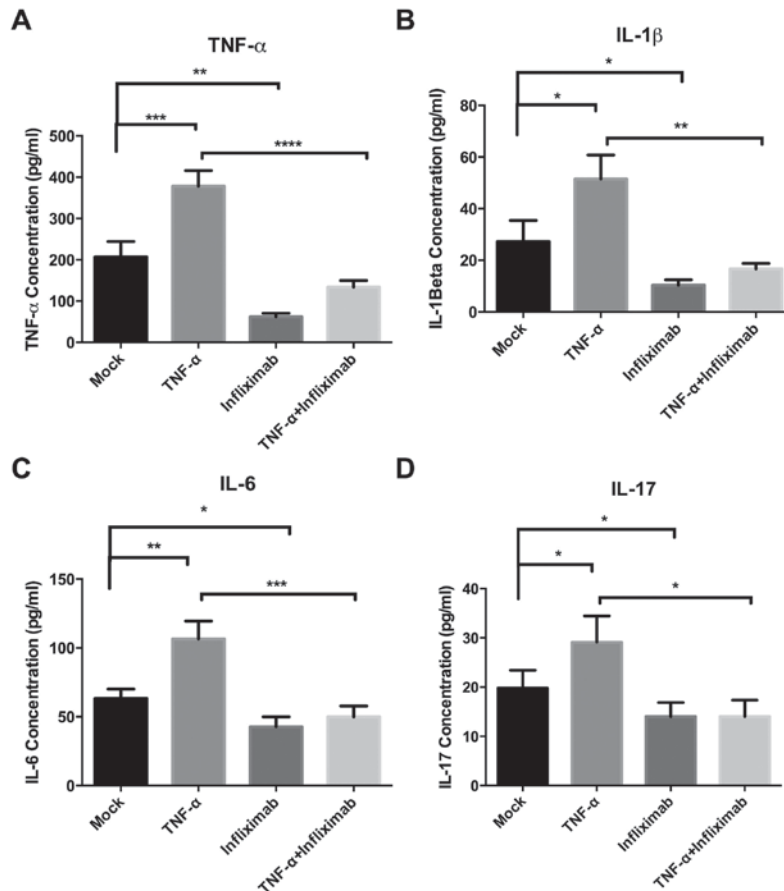 A
TNF-α
**
***
****
TNF-α Concentration (pg/ml)
500
400
300
200
100
0
Mock
TNF-α
Infliximab
TNF-α+Infliximab
B
IL-1β
*
*
**
IL-1Beta Concentration (pg/ml)
80
60
40
20
0
Mock
TNF-α
Infliximab
TNF-α+Infliximab
C
IL-6
*
**
***
IL-6 Concentration (pg/ml)
150
100
50
0
Mock
TNF-α
Infliximab
TNF-α+Infliximab
D
IL-17
*
*
*
IL-17 Concentration (pg/ml)
40
30
20
10
0
Mock
TNF-α
Infliximab
TNF-α+Infliximab